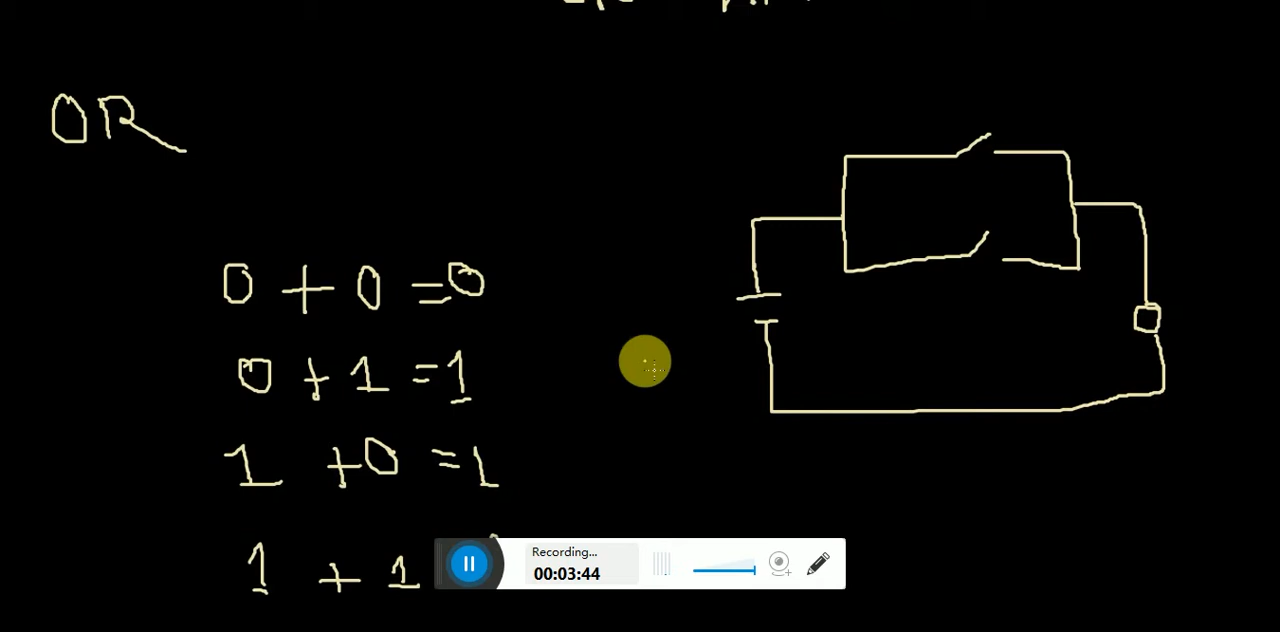 OR
0 + 0 = 0
0 + 1 = 1
1 + 0 = 1
1 + 1
Recording...
00:03:44